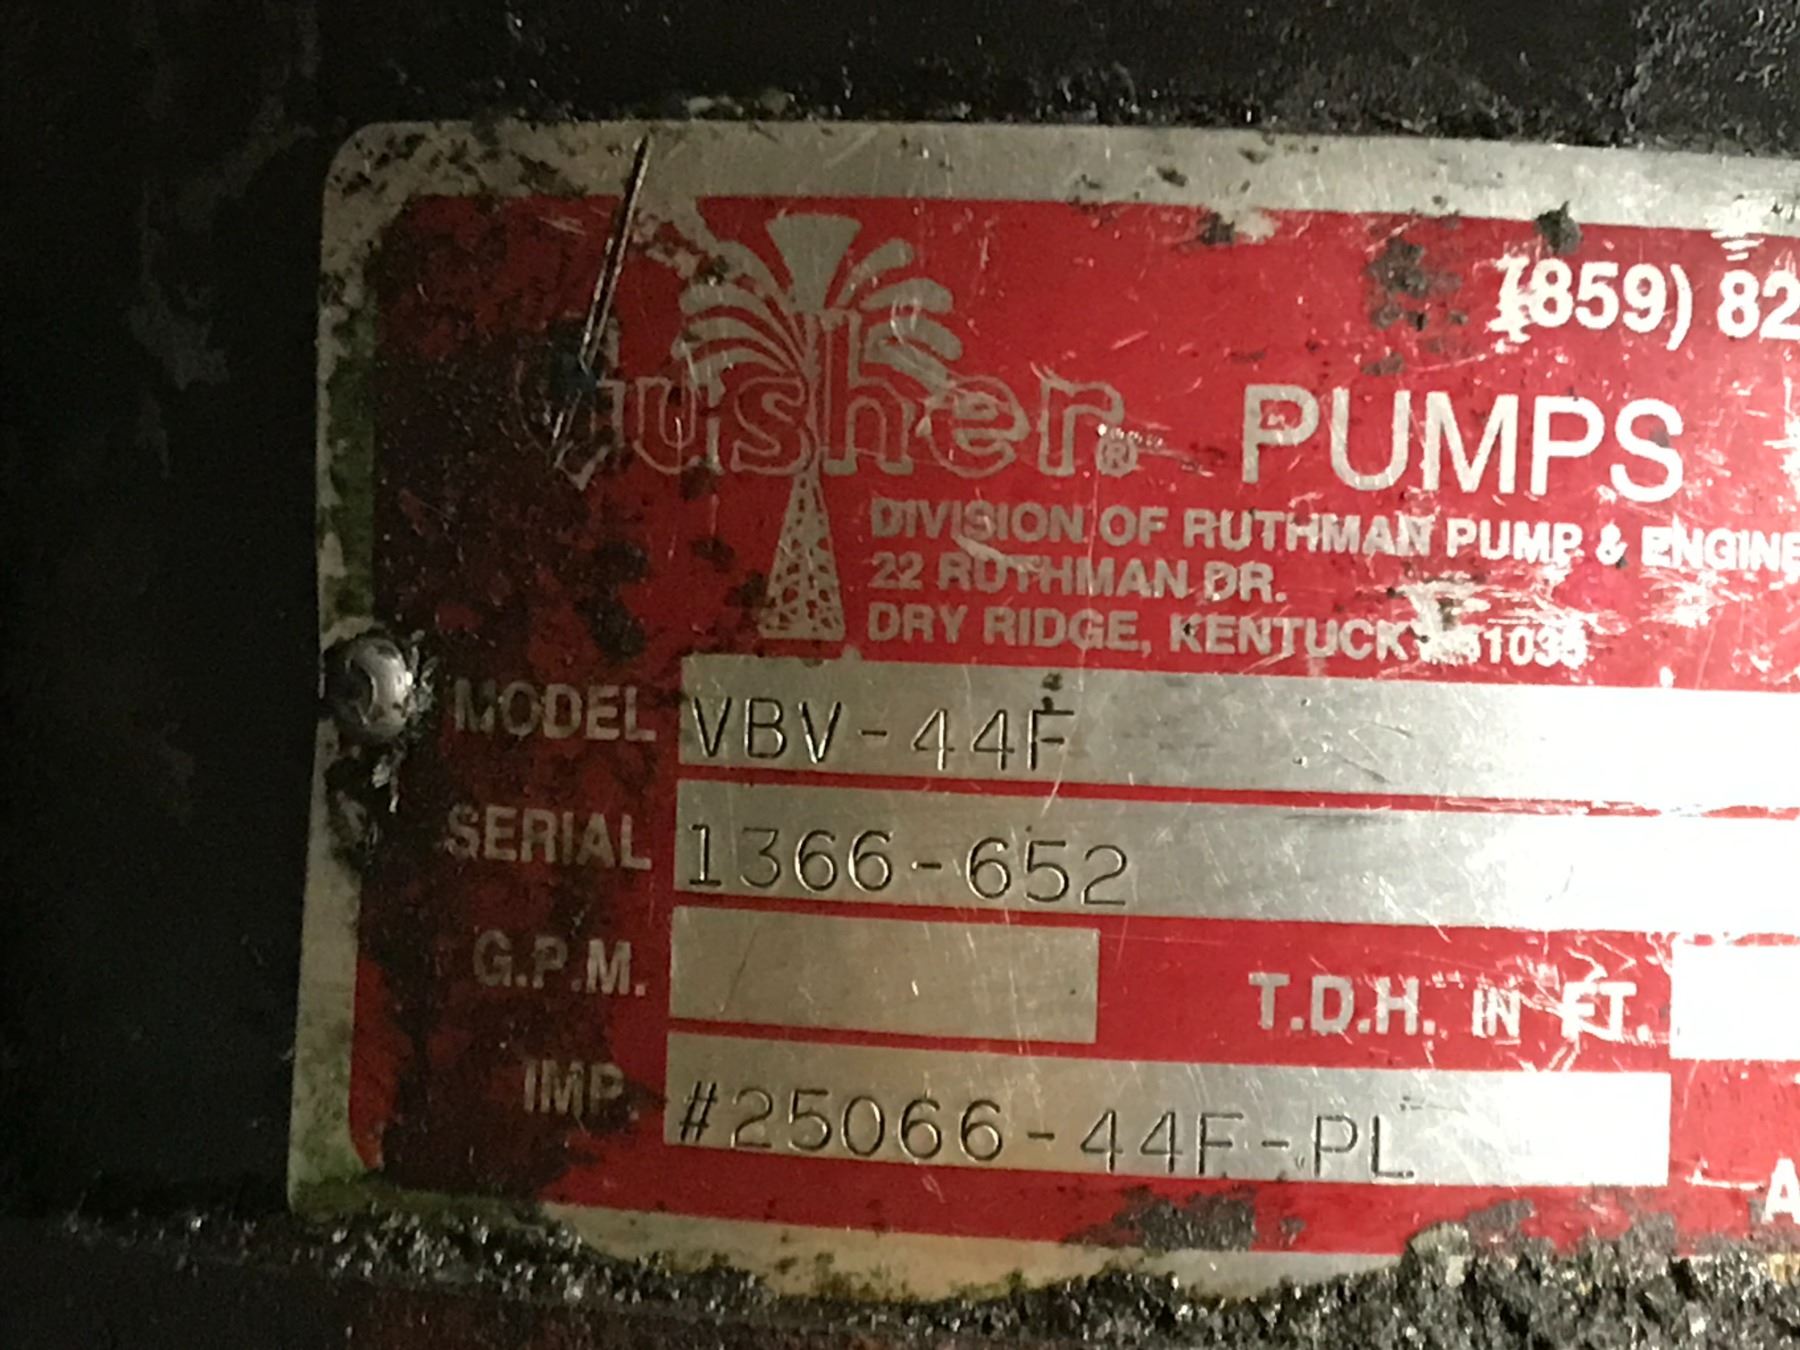 (859) 82
Gusher® PUMPS
DIVISION OF RUTHMAN PUMP & ENGINE
22 RUTHMAN DR.
DRY RIDGE, KENTUCKY
MODEL VBV-44F
SERIAL 1366-652
G.P.M. T.D.H. IN FT.
IMP. #25066-44F-PL
A